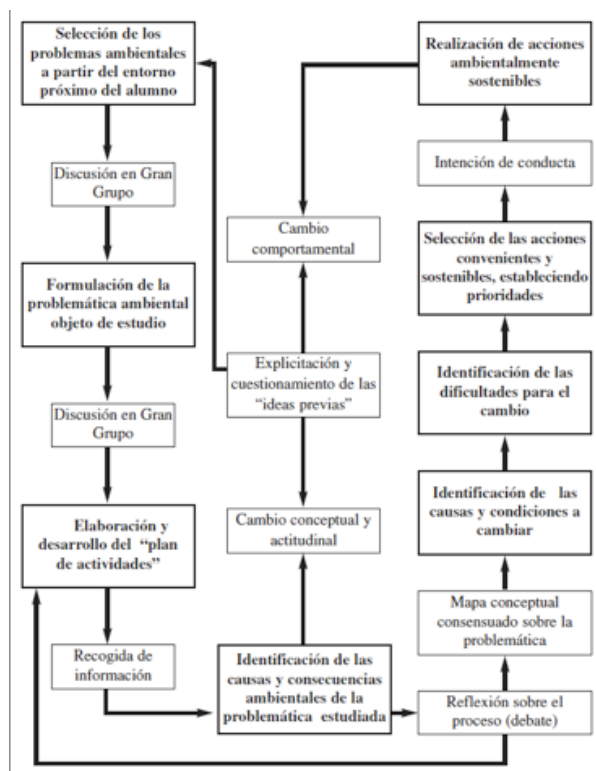 Selección de los
problemas ambientales
a partir del entorno
próximo del alumno
Discusión en Gran
Grupo
Formulación de la
problemática ambiental
objeto de estudio
Discusión en Gran
Grupo
Elaboración y
desarrollo del “plan
de actividades”
Recogida de
información
Cambio
comportamental
Explicitación y
cuestionamiento de las
“ideas previas”
Cambio conceptual y
actitudinal
Identificación de las
causas y consecuencias
ambientales de la
problemática estudiada
Realización de acciones
ambientalmente
sostenibles
Intención de conducta
Selección de las acciones
convenientes y
sostenibles, estableciendo
prioridades
Identificación de las
dificultades para el
cambio
Identificación de las
causas y condiciones a
cambiar
Mapa conceptual
consensuado sobre la
problemática
Reflexión sobre el
proceso (debate)